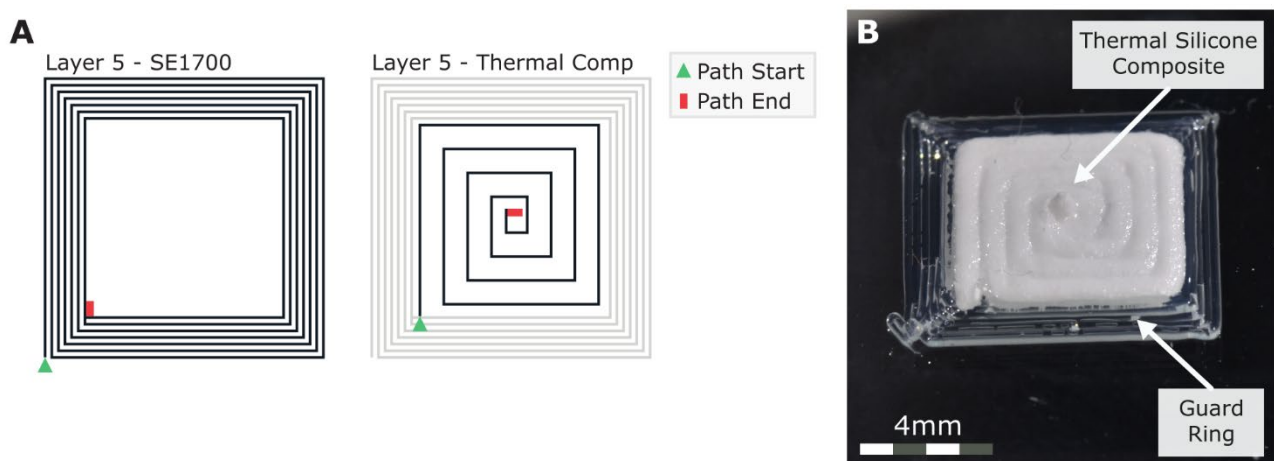 A
Layer 5 - SE1700
Layer 5 - Thermal Comp
Path Start
Path End
B
Thermal Silicone
Composite
Guard
Ring
4mm